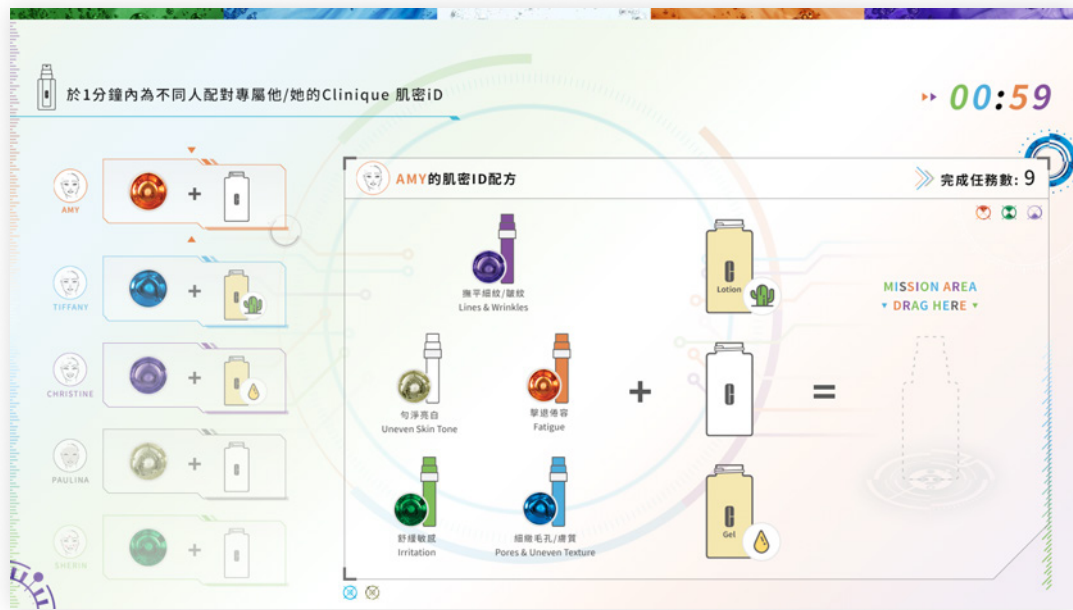 於1分鐘內為不同人配對專屬他/她的Clinique 肌密iD
00:59
AMY
TIFFANY
CHRISTINE
PAULINA
SHERIN
AMY的肌密ID配方
完成任務數: 9
撫平細紋/皺紋
Lines & Wrinkles
勻淨亮白
Uneven Skin Tone
擊退倦容
Fatigue
舒緩敏感
Irritation
細緻毛孔/膚質
Pores & Uneven Texture
+
Lotion
Gel
=
MISSION AREA
DRAG HERE